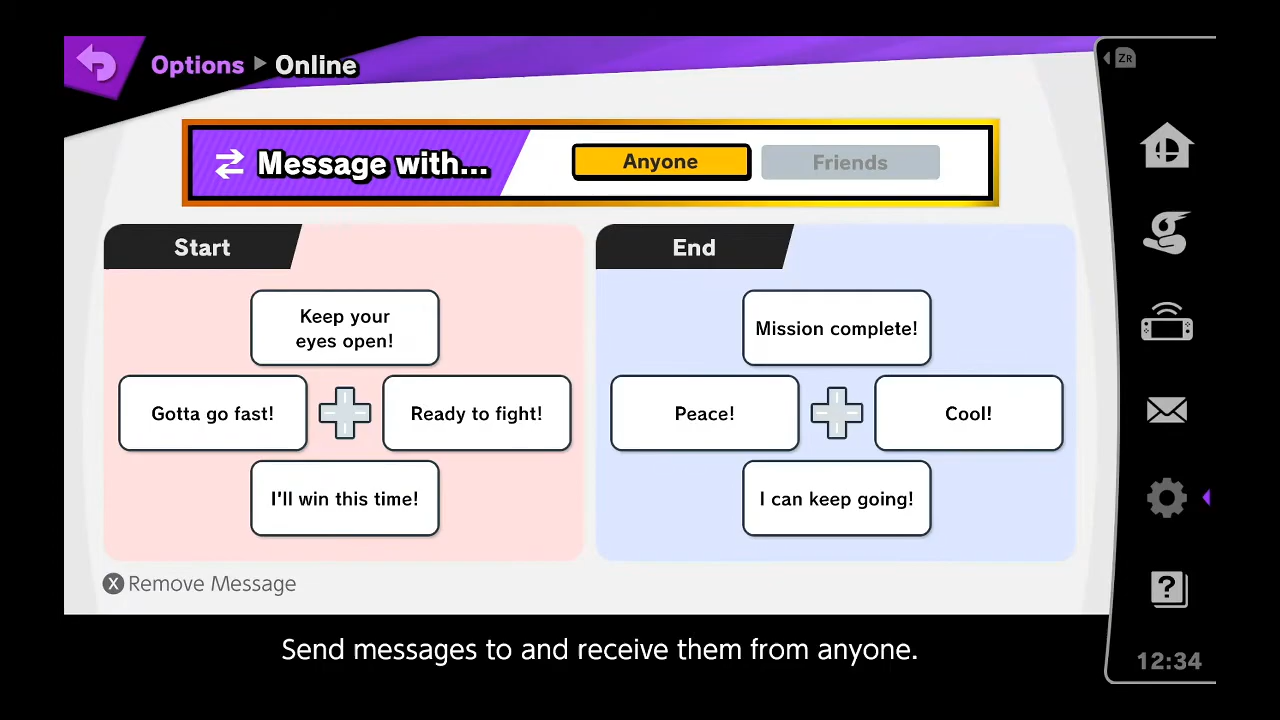 Options ▶ Online
ZR
Message with...
Anyone
Friends
Start
Keep your
eyes open!
Gotta go fast!
Ready to fight!
I'll win this time!
End
Mission complete!
Peace!
Cool!
I can keep going!
X Remove Message
?
Send messages to and receive them from anyone.
12:34